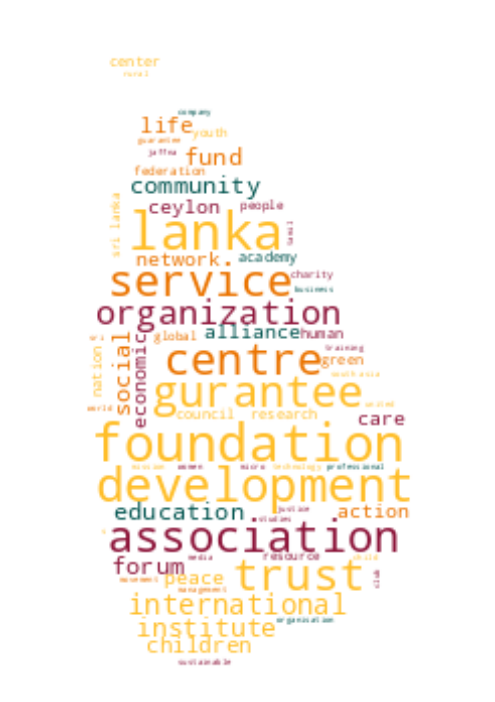 center
rural
company
life
youth
guarantee
jaffna
fund
federation
community
ceylon
people
sri lanka
lanka
tamil
network.
academy
service
charity
business
organization
alliance
human
global
social
economic
nation
training
centre
green
south asia
gurantee
united
world
council
research
care
foundation
mission
women
micro
technology
professional
development
education
justice
action
studies
association
forum
media
resource
child
club
movement
peace
management
trust
international
institute
organisation
children
sustainable